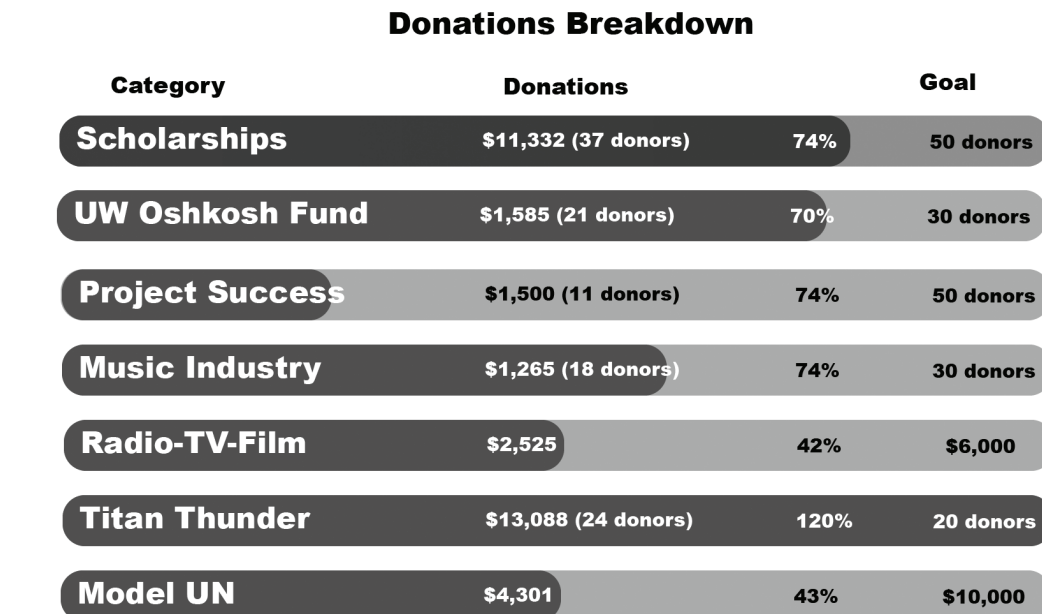 Donations Breakdown
Category Donations Goal
Scholarships $11,332 (37 donors) 74% 50 donors
UW Oshkosh Fund $1,585 (21 donors) 70% 30 donors
Project Success $1,500 (11 donors) 74% 50 donors
Music Industry $1,265 (18 donors) 74% 30 donors
Radio-TV-Film $2,525 42% $6,000
Titan Thunder $13,088 (24 donors) 120% 20 donors
Model UN $4,301 43% $10,000